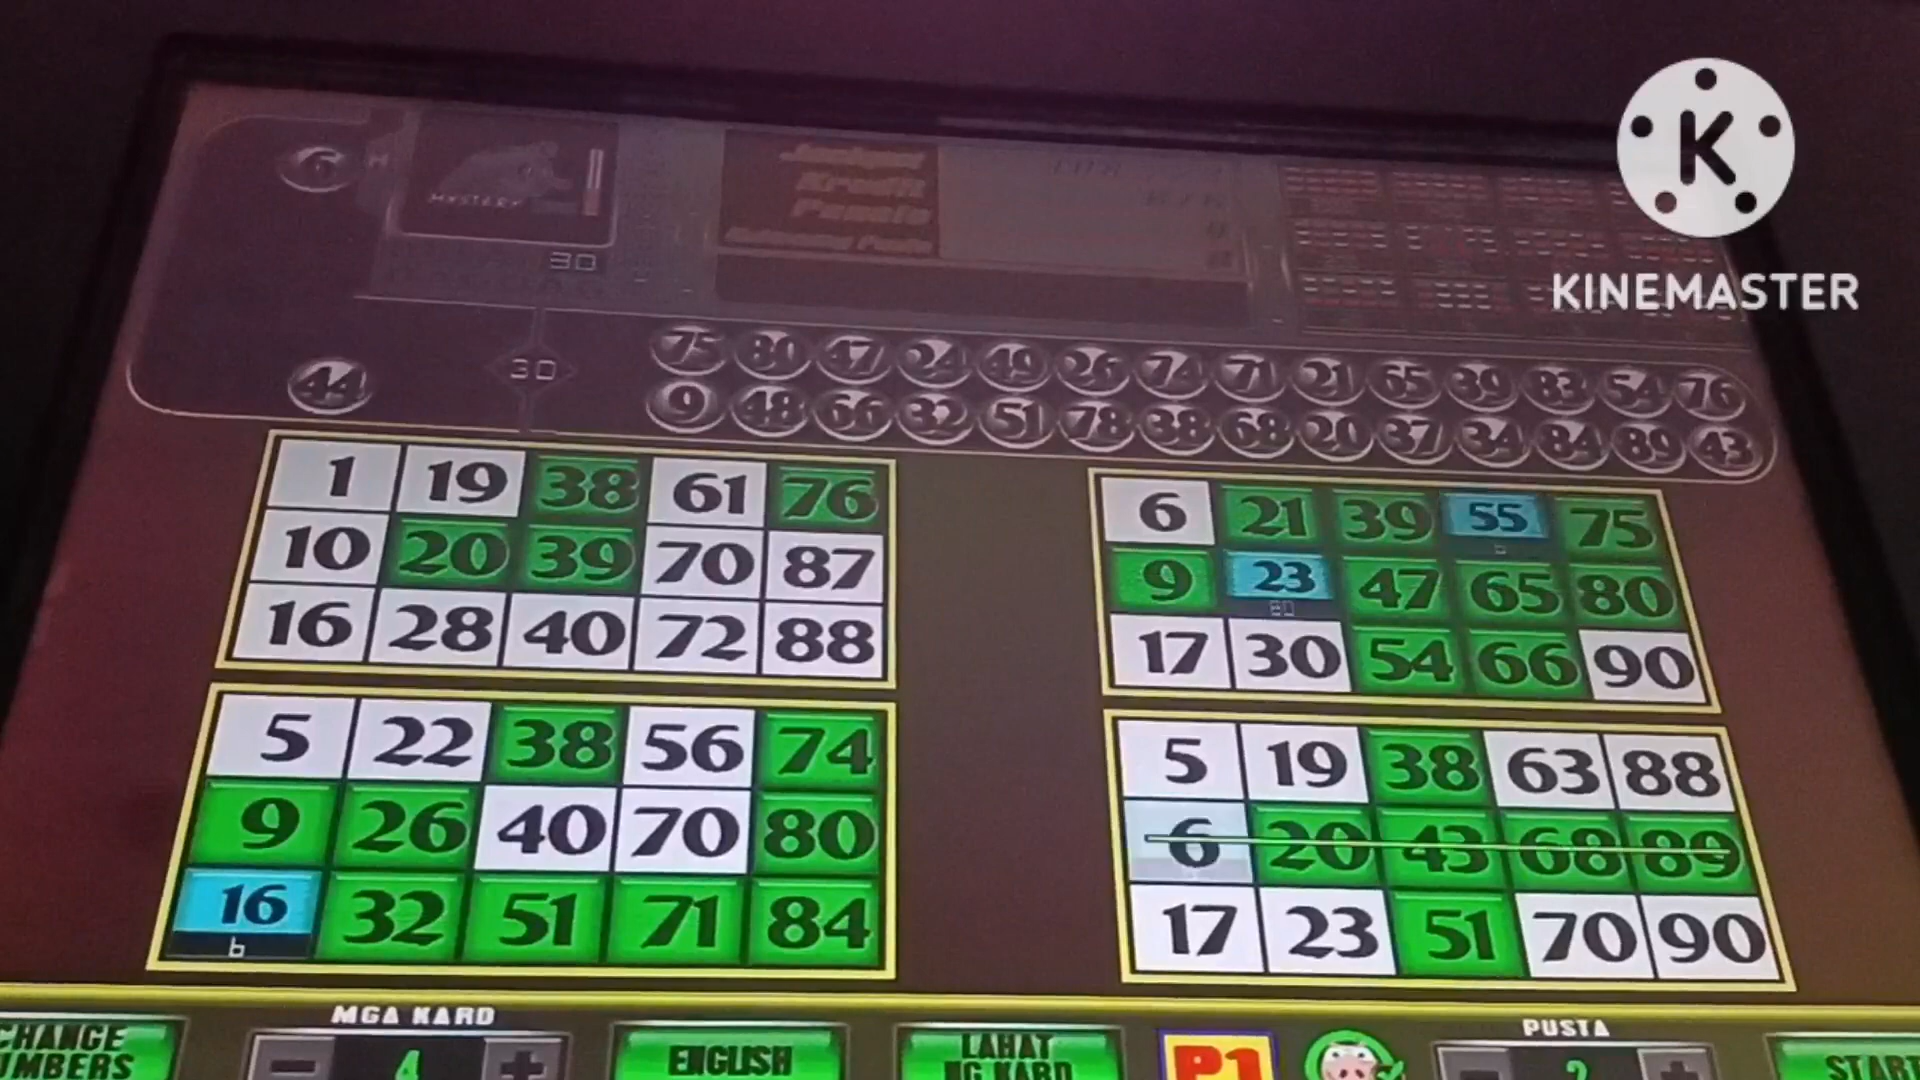 6
MYSTERY
30
Jackpot
Kredit
Panalo
KINEMASTER
44
30
75 80 47 24 49 26 74 71 21 65 39 83 54 76
9 48 66 32 51 78 38 68 20 37 34 84 89 43
1 19 38 61 76
10 20 39 70 87
16 28 40 72 88
6 21 39 55 75
9 23 47 65 80
17 30 54 66 90
5 22 38 56 74
9 26 40 70 80
16 32 51 71 84
5 19 38 63 88
6 20 43 68 89
17 23 51 70 90
CHANGE
NUMBERS
MGA KARD
- 4 +
ENGLISH
LAHAT
NG KARD
P1
PUSTA
2
START